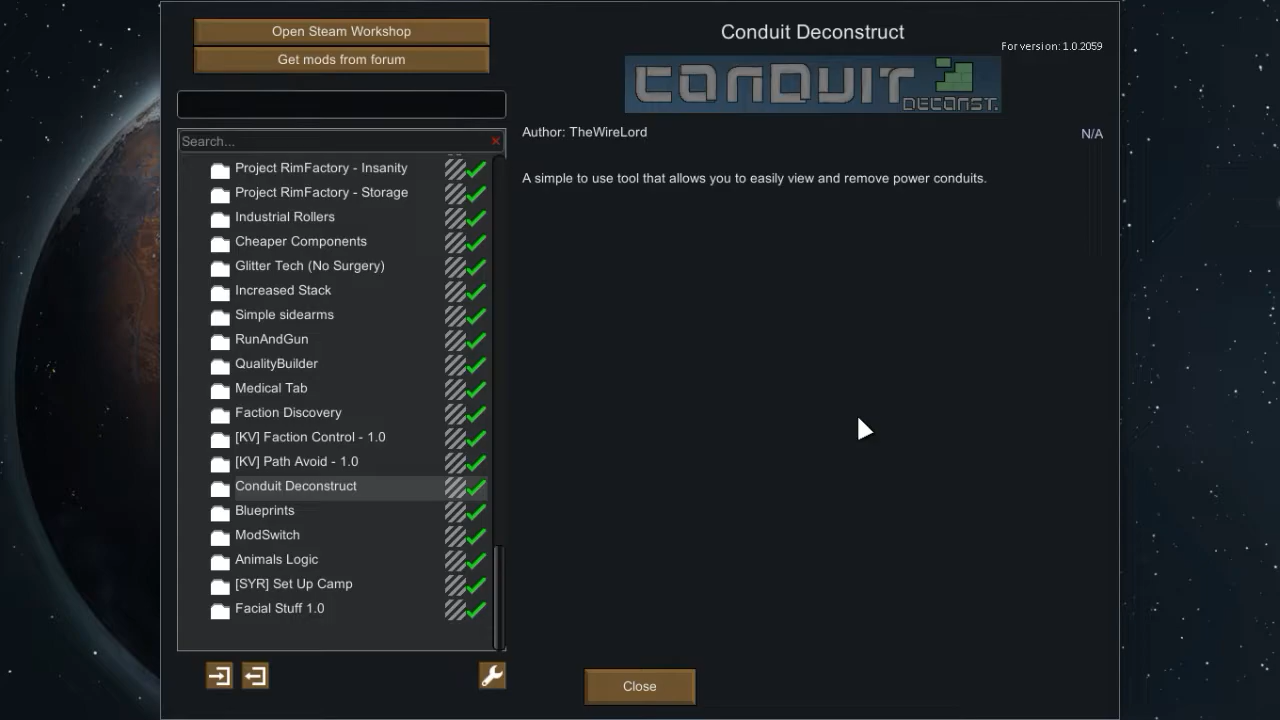 Open Steam Workshop
Get mods from forum
Search...
Project RimFactory - Insanity
Project RimFactory - Storage
Industrial Rollers
Cheaper Components
Glitter Tech (No Surgery)
Increased Stack
Simple sidearms
RunAndGun
QualityBuilder
Medical Tab
Faction Discovery
[KV] Faction Control - 1.0
[KV] Path Avoid - 1.0
Conduit Deconstruct
Blueprints
ModSwitch
Animals Logic
[SYR] Set Up Camp
Facial Stuff 1.0
Conduit Deconstruct
For version: 1.0.2059
CONDUIT
DECONST.
Author: TheWireLord
N/A
A simple to use tool that allows you to easily view and remove power conduits.
Close